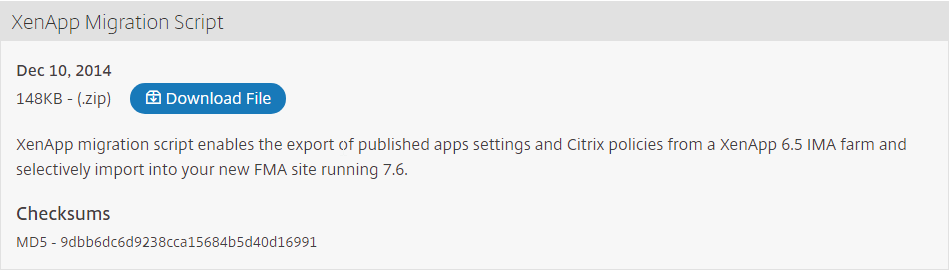 XenApp Migration Script
Dec 10, 2014
148KB - (.zip) Download File
XenApp migration script enables the export of published apps settings and Citrix policies from a XenApp 6.5 IMA farm and
selectively import into your new FMA site running 7.6.
Checksums
MD5 - 9dbb6dc6d9238cca15684b5d40d16991